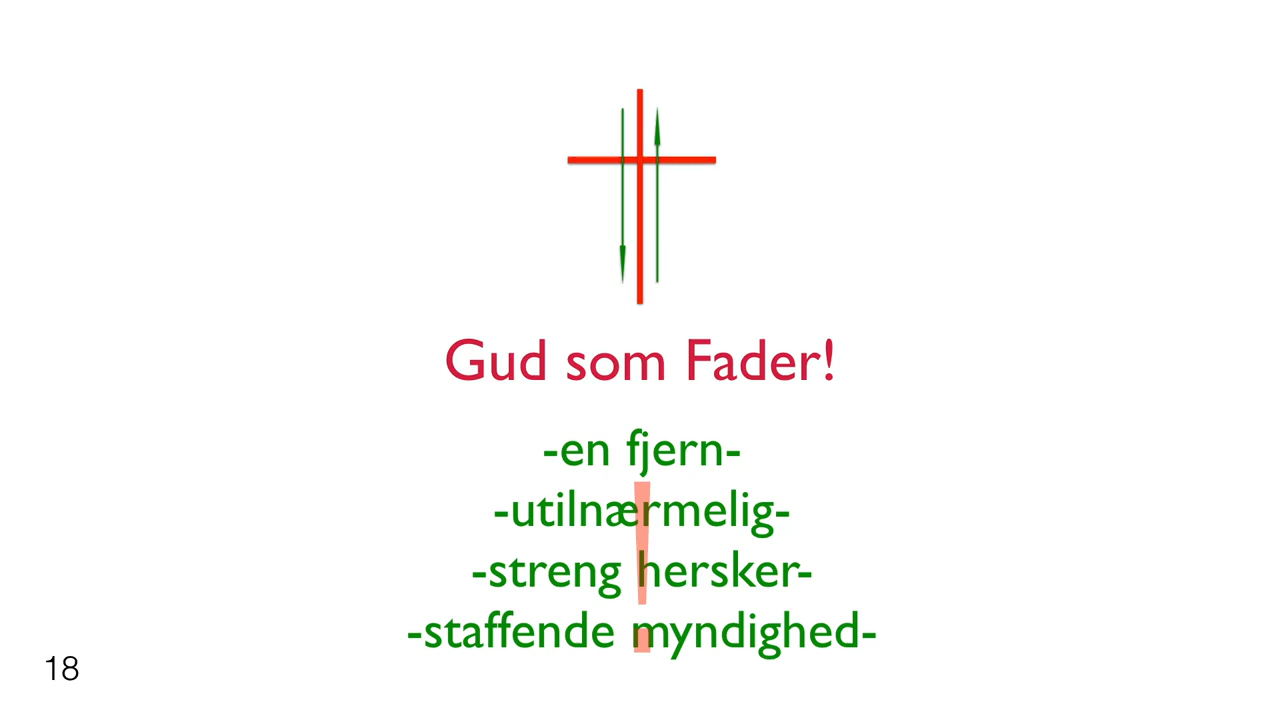 Gud som Fader!
-en fjern-
-utilnærmelig-
-streng hersker-
-staffende myndighed-
!
18